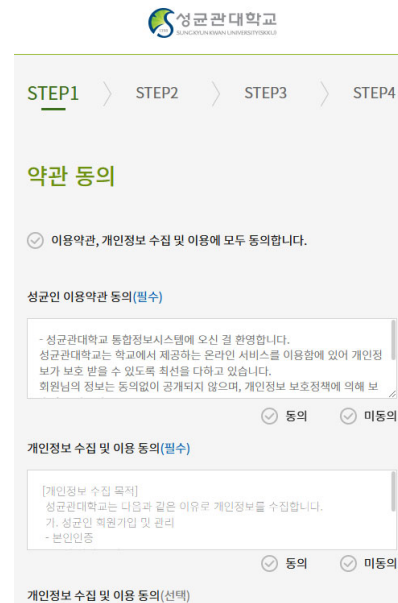 성균관대학교
SUNGKYUNKWAN UNIVERSITY(SKKU)
STEP1 STEP2 STEP3 STEP4
약관 동의
이용약관, 개인정보 수집 및 이용에 모두 동의합니다.
성균인 이용약관 동의(필수)
- 성균관대학교 통합정보시스템에 오신 걸 환영합니다.
성균관대학교는 학교에서 제공하는 온라인 서비스를 이용함에 있어 개인정
보가 보호 받을 수 있도록 최선을 다하고 있습니다.
회원님의 정보는 동의없이 공개되지 않으며, 개인정보 보호정책에 의해 보
동의 미동의
개인정보 수집 및 이용 동의(필수)
[개인정보 수집 목적]
성균관대학교는 다음과 같은 이유로 개인정보를 수집합니다.
가. 성균인 회원가입 및 관리
- 본인인증
동의 미동의
개인정보 수집 및 이용 동의(선택)